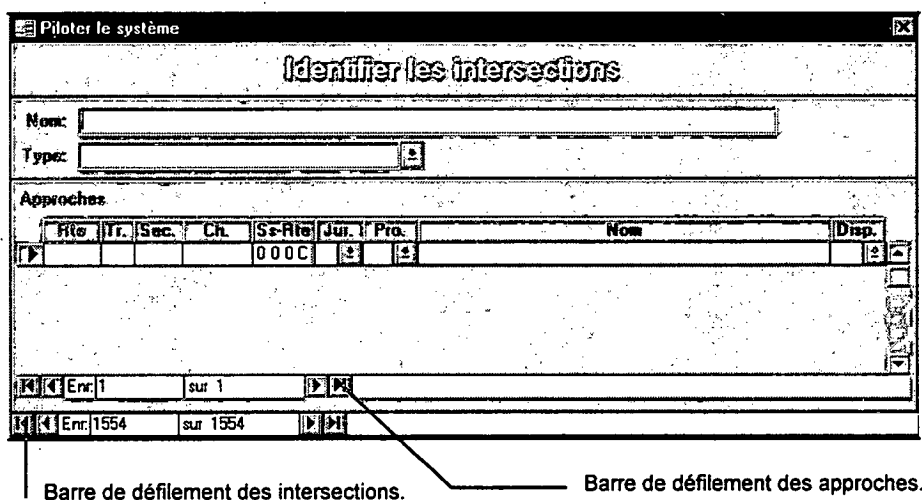 Piloter le système
Identifier les intersections
Nom:
Type:
Approches
Rte Tr. Sec. Ch. Ss-Rte Jur. Pro. Nom Disp.
000C
Enr. 1 sur 1
Enr. 1554 sur 1554
Barre de défilement des intersections.
Barre de défilement des approches.